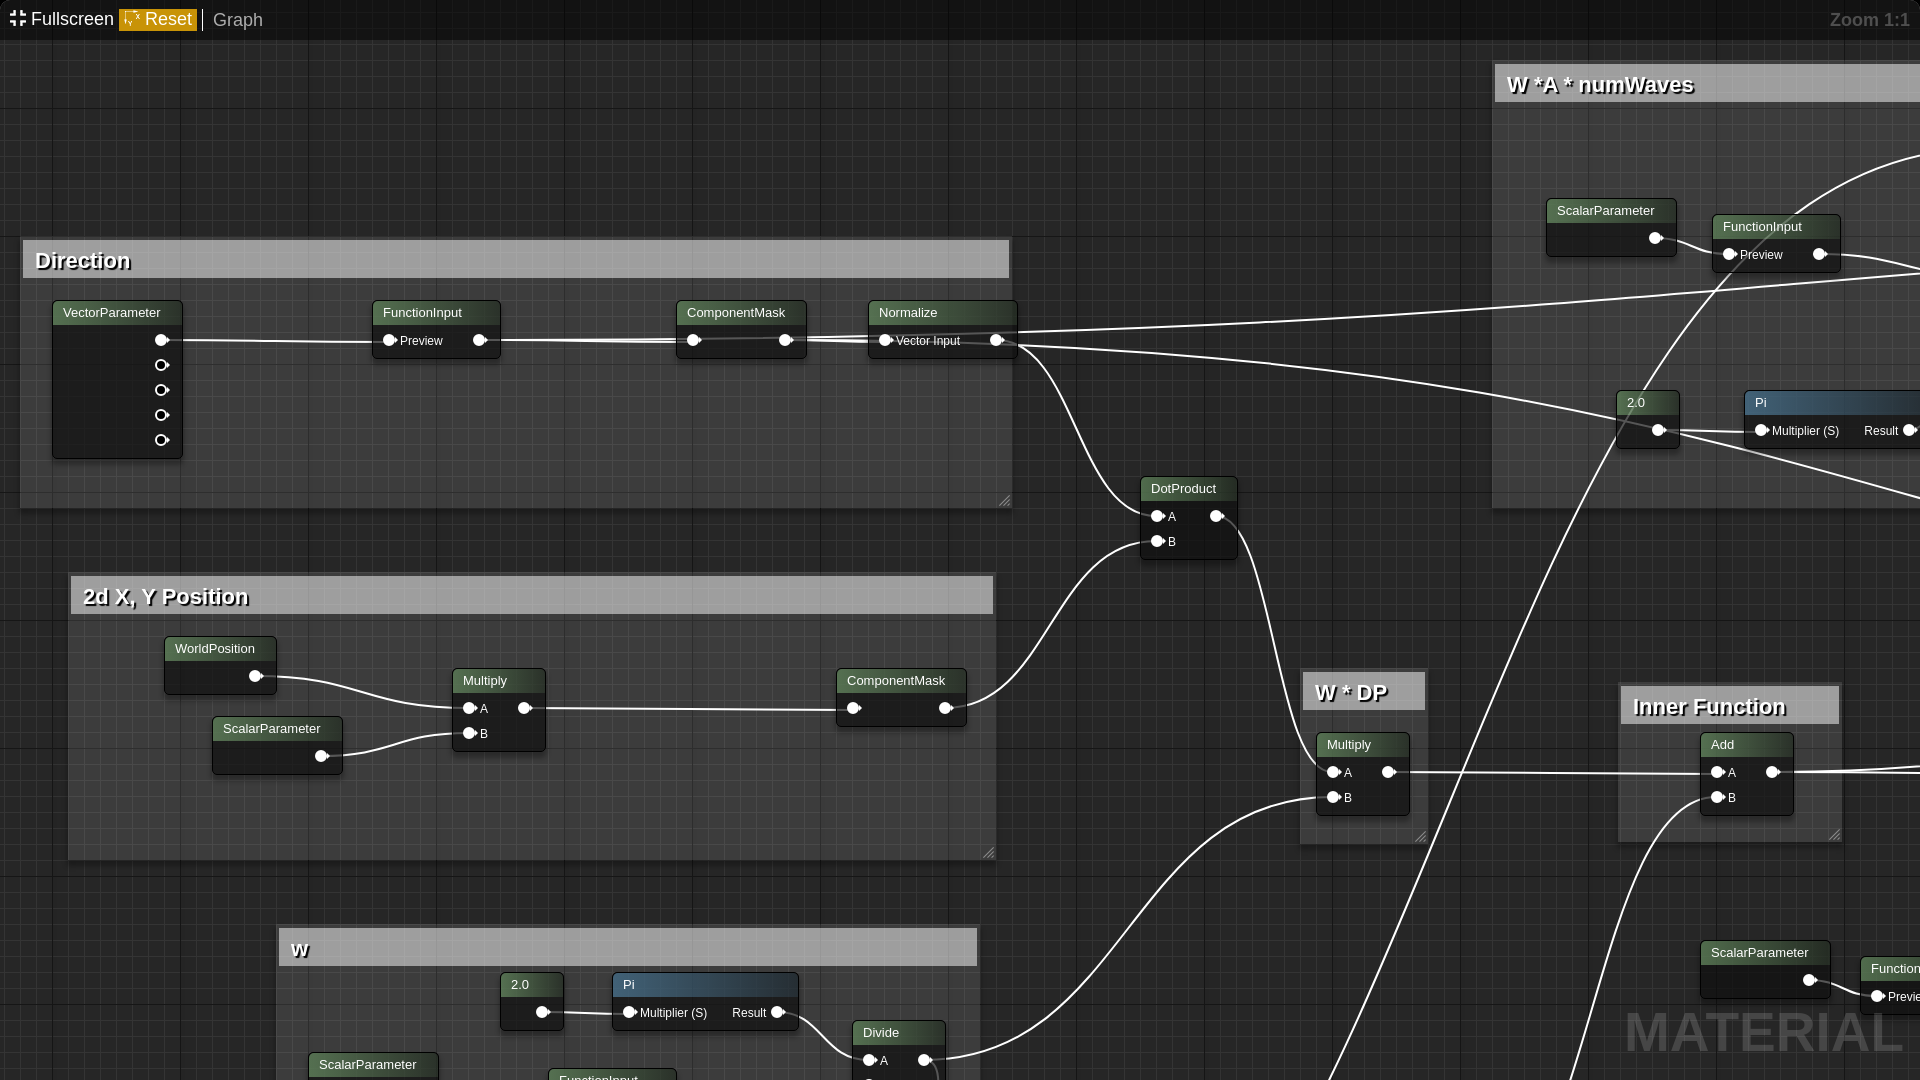 Fullscreen Reset Graph Zoom 1:1
W *A * numWaves
ScalarParameter
FunctionInput
Preview
Direction
VectorParameter
FunctionInput
Preview
ComponentMask
Normalize
Vector Input
2.0
Pi
Multiplier (S) Result
DotProduct
A
B
2d X, Y Position
WorldPosition
ScalarParameter
Multiply
A
B
ComponentMask
W * DP
Multiply
A
B
Inner Function
Add
A
B
w
2.0
Pi
Multiplier (S) Result
Divide
A
ScalarParameter
FunctionInput
ScalarParameter
Function
Previe
MATERIAL